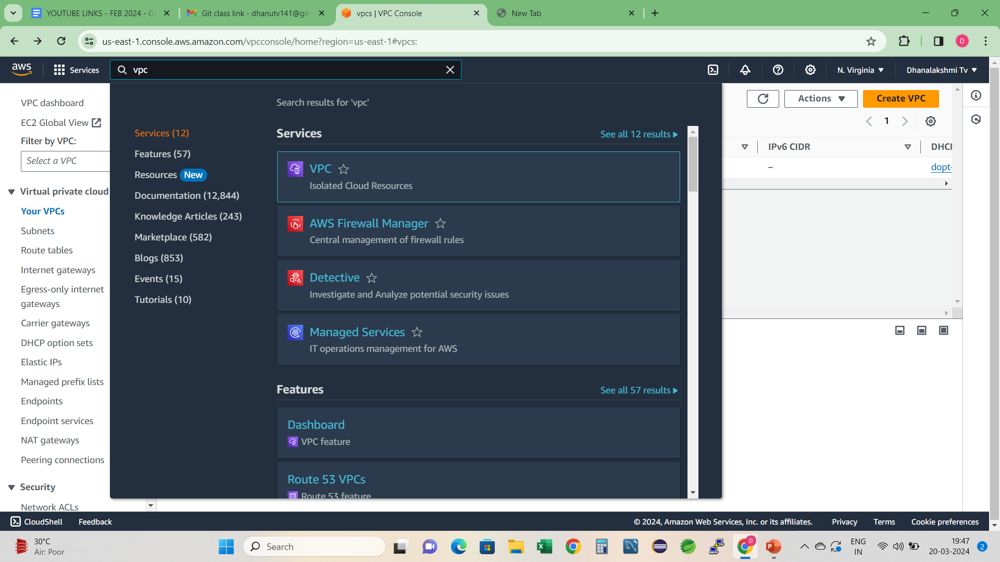 YOUTUBE LINKS - FEB 2024 - G
Git class link - dhanutv141@gm
vpcs | VPC Console
New Tab
us-east-1.console.aws.amazon.com/vpcconsole/home?region=us-east-1#vpcs:
D
aws
Services
vpc
N. Virginia
Dhanalakshmi Tv
VPC dashboard
EC2 Global View
Filter by VPC:
Select a VPC
Virtual private cloud
Your VPCs
Subnets
Route tables
Internet gateways
Egress-only internet
gateways
Carrier gateways
DHCP option sets
Elastic IPs
Managed prefix lists
Endpoints
Endpoint services
NAT gateways
Peering connections
Security
Network ACLs
Search results for 'vpc'
Services (12)
Features (57)
Resources New
Documentation (12,844)
Knowledge Articles (243)
Marketplace (582)
Blogs (853)
Events (15)
Tutorials (10)
Services
See all 12 results
VPC
Isolated Cloud Resources
AWS Firewall Manager
Central management of firewall rules
Detective
Investigate and Analyze potential security issues
Managed Services
IT operations management for AWS
Features
See all 57 results
Dashboard
VPC feature
Route 53 VPCs
Route 53 feature
Actions
Create VPC
1
IPv6 CIDR
DHCP
–
dopt-
CloudShell
Feedback
© 2024, Amazon Web Services, Inc. or its affiliates.
Privacy
Terms
Cookie preferences
30°C
Air: Poor
Search
D
ENG
IN
19:47
20-03-2024
2